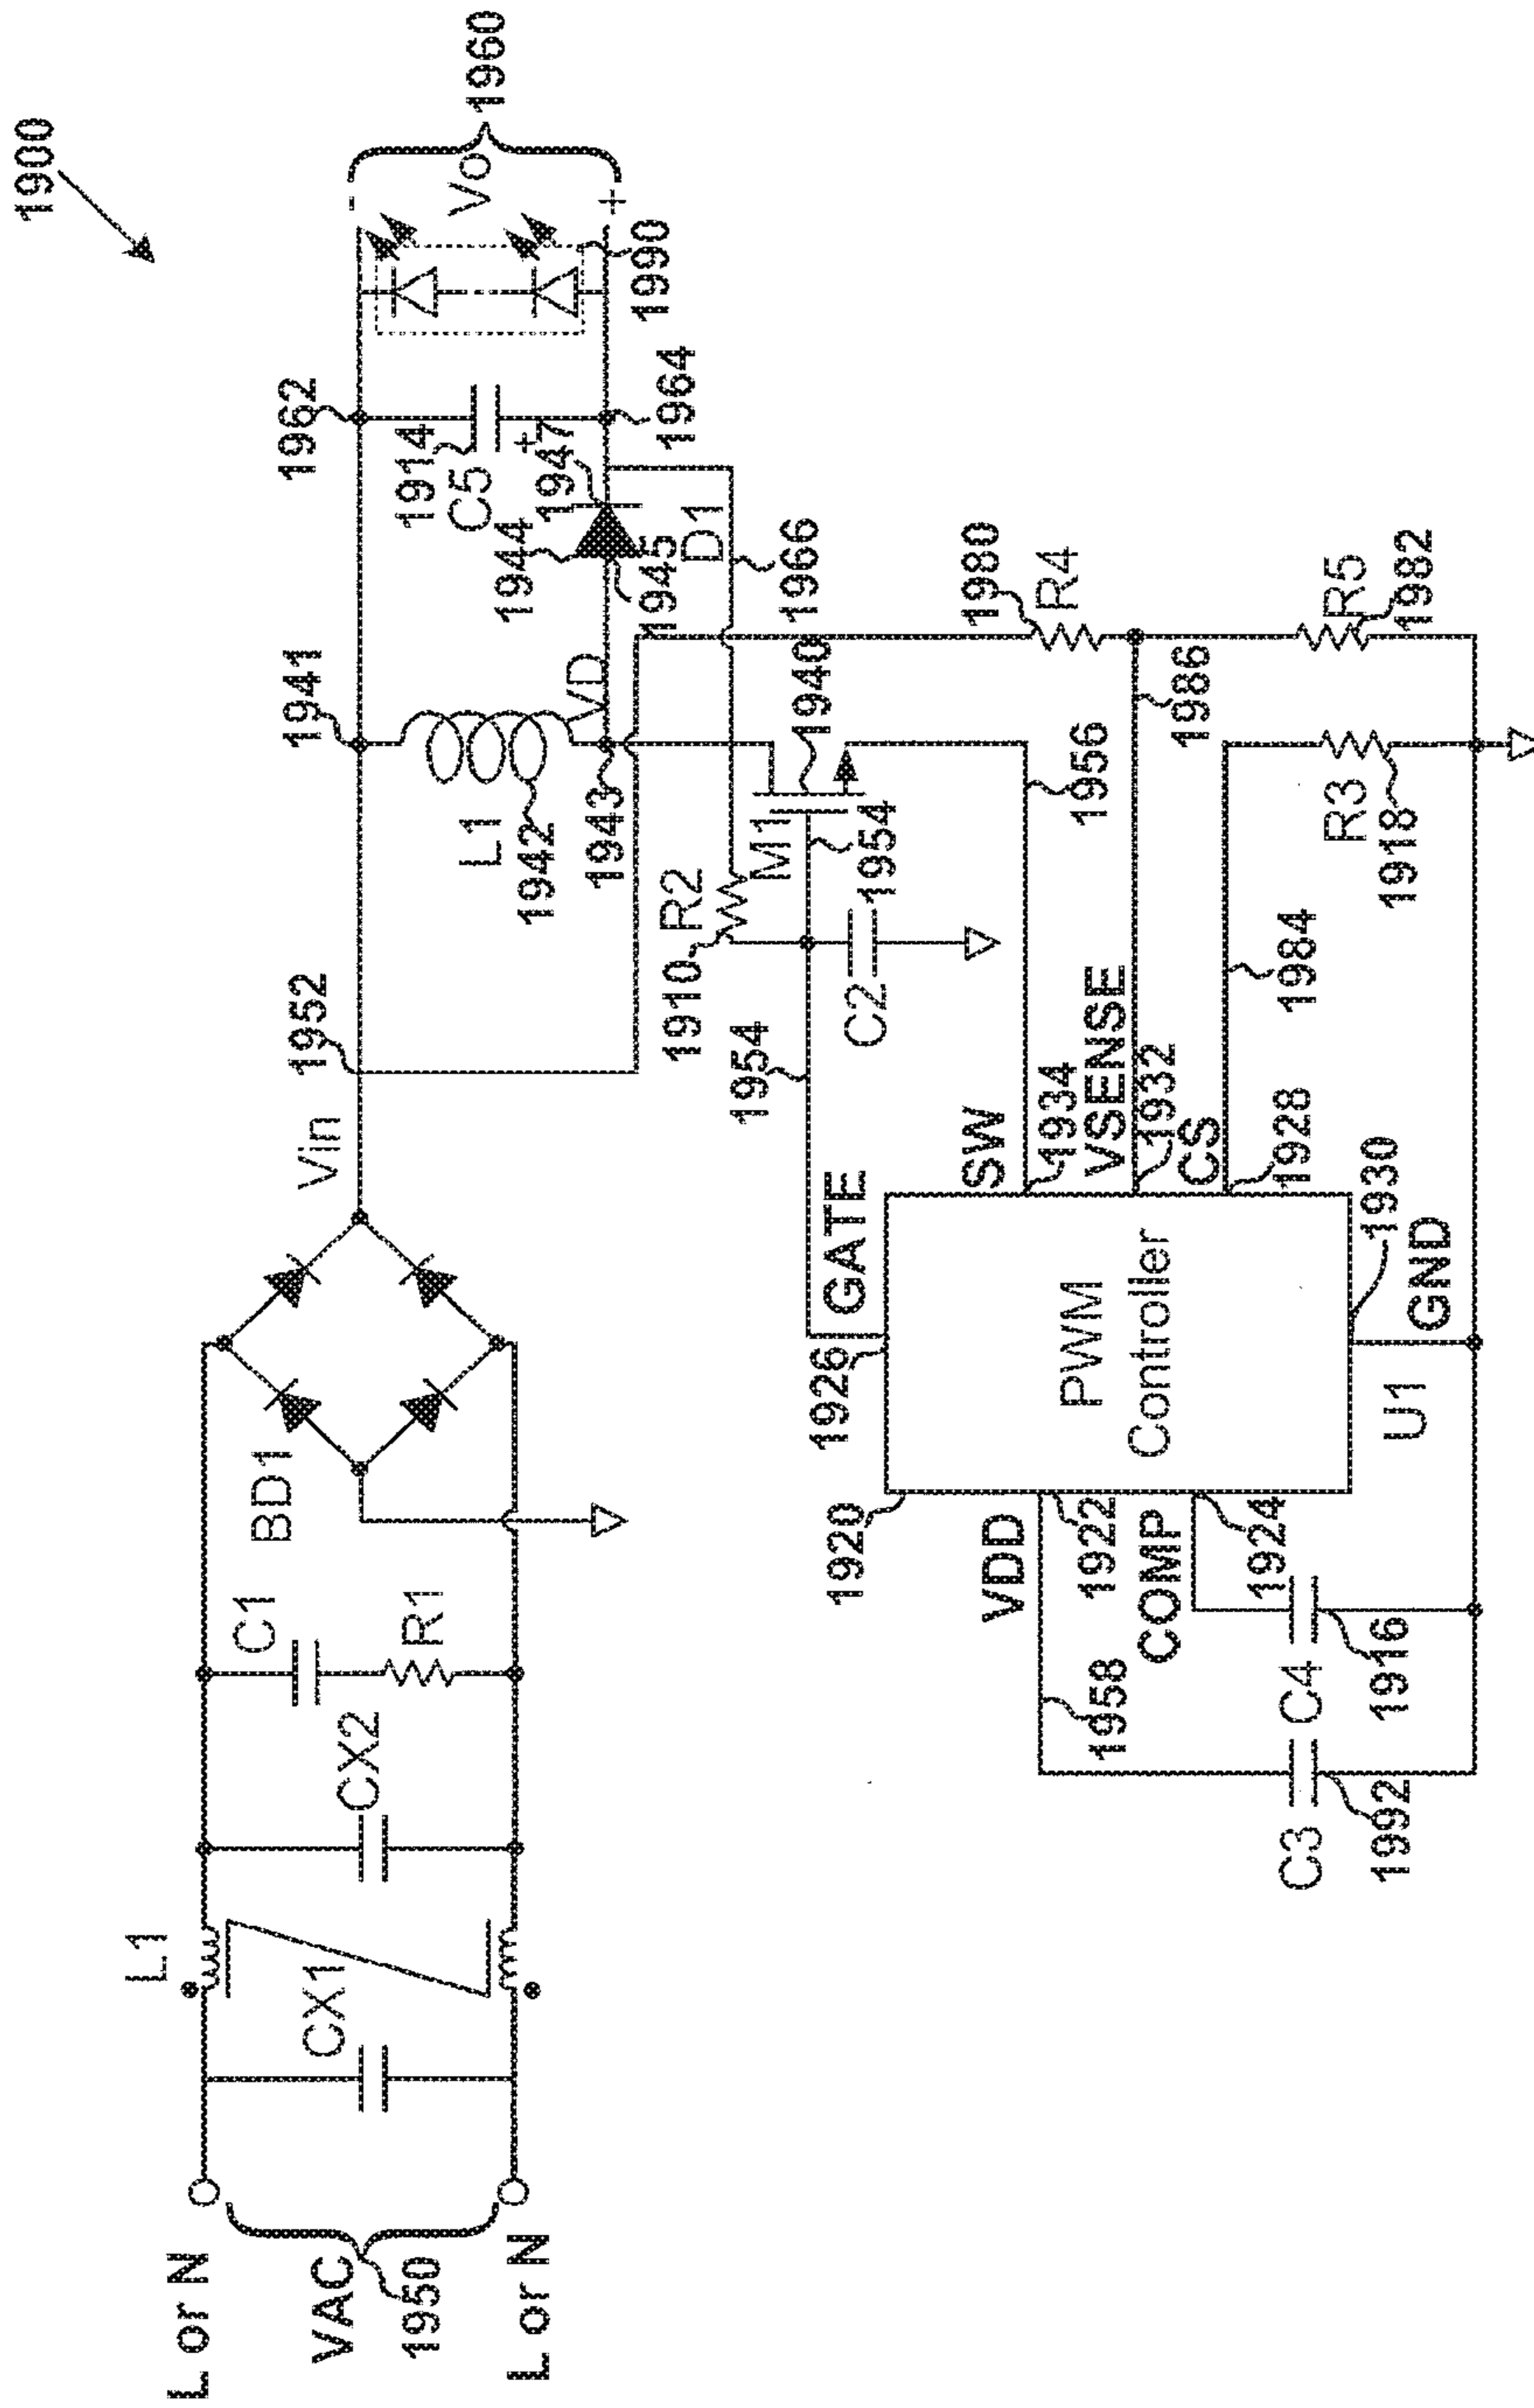 1900
L or N
VAC
1950
L or N
L1
CX1
CX2
C1
R1
BD1
Vin
1952
1941
L1
1942
1943
VD
1944
1945
1947
D1
1962
1914
C5
+
1964
1966
-
Vo
+
1960
1990
1910
R2
M1
1940
1954
1954
C2
1956
1980
R4
1986
R5
1982
R3
1918
1984
1920
1926
GATE
SW
1934
VSENSE
1932
CS
1928
1930
GND
PWM
Controller
U1
VDD
1922
COMP
1924
1958
C4
1916
C3
1992